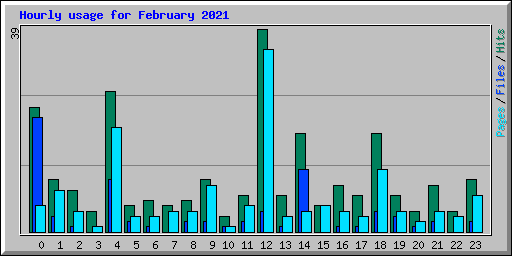 Hourly usage for February 2021
39
Pages / Files / Hits
0 1 2 3 4 5 6 7 8 9 10 11 12 13 14 15 16 17 18 19 20 21 22 23